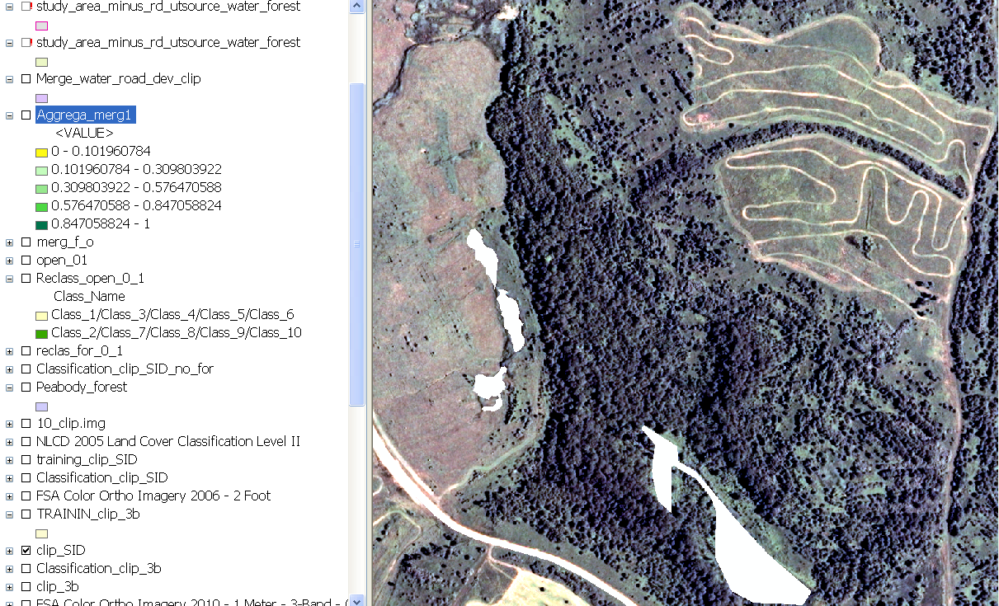 study_area_minus_rd_utsource_water_forest
study_area_minus_rd_utsource_water_forest
Merge_water_road_dev_clip
Aggrega_merg1
<VALUE>
0 - 0.101960784
0.101960784 - 0.309803922
0.309803922 - 0.576470588
0.576470588 - 0.847058824
0.847058824 - 1
merg_f_o
open_01
Reclass_open_0_1
Class_Name
Class_1/Class_3/Class_4/Class_5/Class_6
Class_2/Class_7/Class_8/Class_9/Class_10
reclas_for_0_1
Classification_clip_SID_no_for
Peabody_forest
10_clip.img
NLCD 2005 Land Cover Classification Level II
training_clip_SID
Classification_clip_SID
FSA Color Ortho Imagery 2006 - 2 Foot
TRAININ_clip_3b
clip_SID
Classification_clip_3b
clip_3b
FSA Color Ortho Imagery 2010 - 1 Meter - 3-Band - (